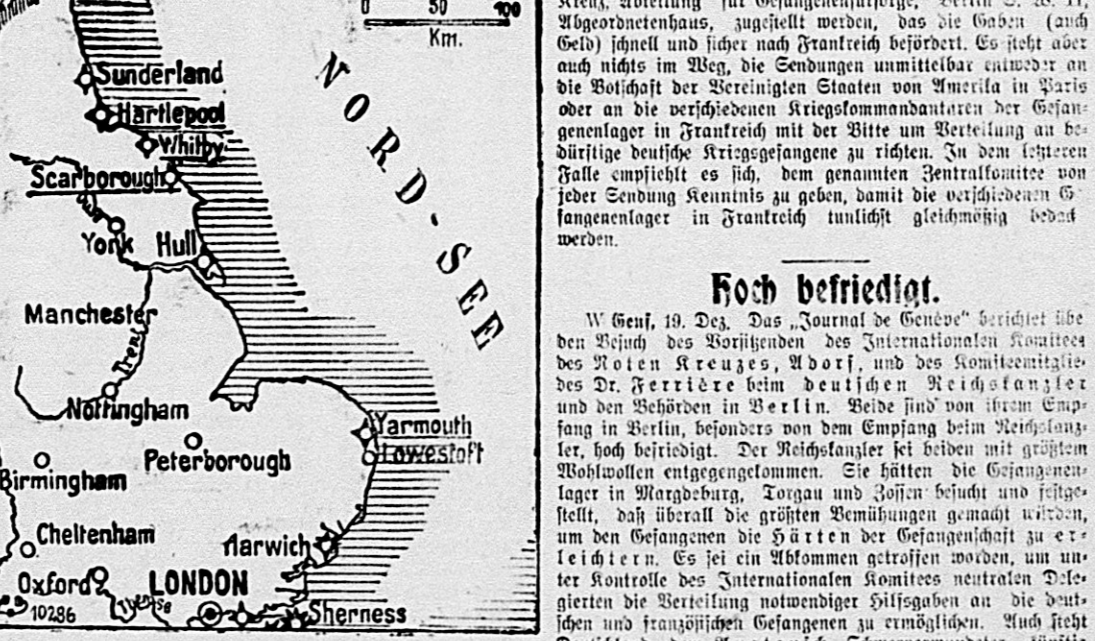 0 50 100
Km.
NORD-SEE
Sunderland
Hartlepool
Whitby
Scarborough
York Hull
Manchester
Trent
Nottingham
Yarmouth
Lowestoft
Peterborough
Birmingham
Cheltenham
Harwich
Oxford LONDON
Themse
10286 Sherness
Abgeordnetenhaus, zugestellt werden, das die Gaben (auch
Geld) schnell und sicher nach Frankreich befördert. Es steht aber
auch nichts im Weg, die Sendungen unmittelbar entweder an
die Botschaft der Vereinigten Staaten von Amerika in Paris
oder an die verschiedenen Kriegskommandanturen der Gefan-
genenlager in Frankreich mit der Bitte um Verteilung an be-
dürftige deutsche Kriegsgefangene zu richten. In dem letzteren
Falle empfiehlt es sich, dem genannten Zentralkomitee von
jeder Sendung Kenntnis zu geben, damit die verschiedenen G
fangenenlager in Frankreich tunlichst gleichmäßig bedacht
werden.
Hoch befriedigt.
W Genf, 19. Dez. Das „Journal de Genève" berichtet übe
den Besuch des Vorsitzenden des Internationalen Komitees
des Roten Kreuzes, Adorf, und des Komiteemitglie-
des Dr. Ferrière beim deutschen Reichskanzler
und den Behörden in Berlin. Beide sind von ihrem Emp-
fang in Berlin, besonders von dem Empfang beim Reichskanz-
ler, hoch befriedigt. Der Reichskanzler sei beiden mit größtem
Wohlwollen entgegengekommen. Sie hätten die Gefangenen-
lager in Margdeburg, Torgau und Zossen besucht und festge-
stellt, daß überall die größten Bemühungen gemacht würden,
um den Gefangenen die Härten der Gefangenschaft zu er-
leichtern. Es sei ein Abkommen getroffen worden, um un-
ter Kontrolle des Internationalen Komitees neutralen Dele-
gierten die Verteilung notwendiger Hilfsgaben an die deut-
schen und französischen Gefangenen zu ermöglichen. Auch steht